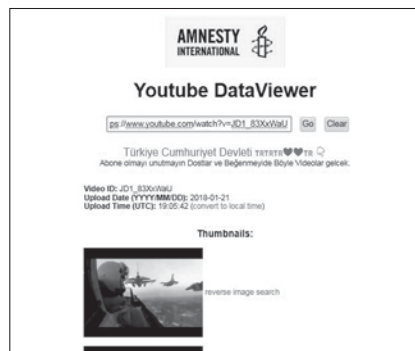 AMNESTY
INTERNATIONAL
Youtube DataViewer
ps://www.youtube.com/watch?v=JD1_83XxWaU Go Clear
Türkiye Cumhuriyet Devleti TRTRTR🖤🖤TR
Abone olmayı unutmayın Dostlar ve Beğenmeyide Böyle Videolar gelcek.
Video ID: JD1_83XxWaU
Upload Date (YYYY/MM/DD): 2018-01-21
Upload Time (UTC): 19:05:42 (convert to local time)
Thumbnails:
reverse image search